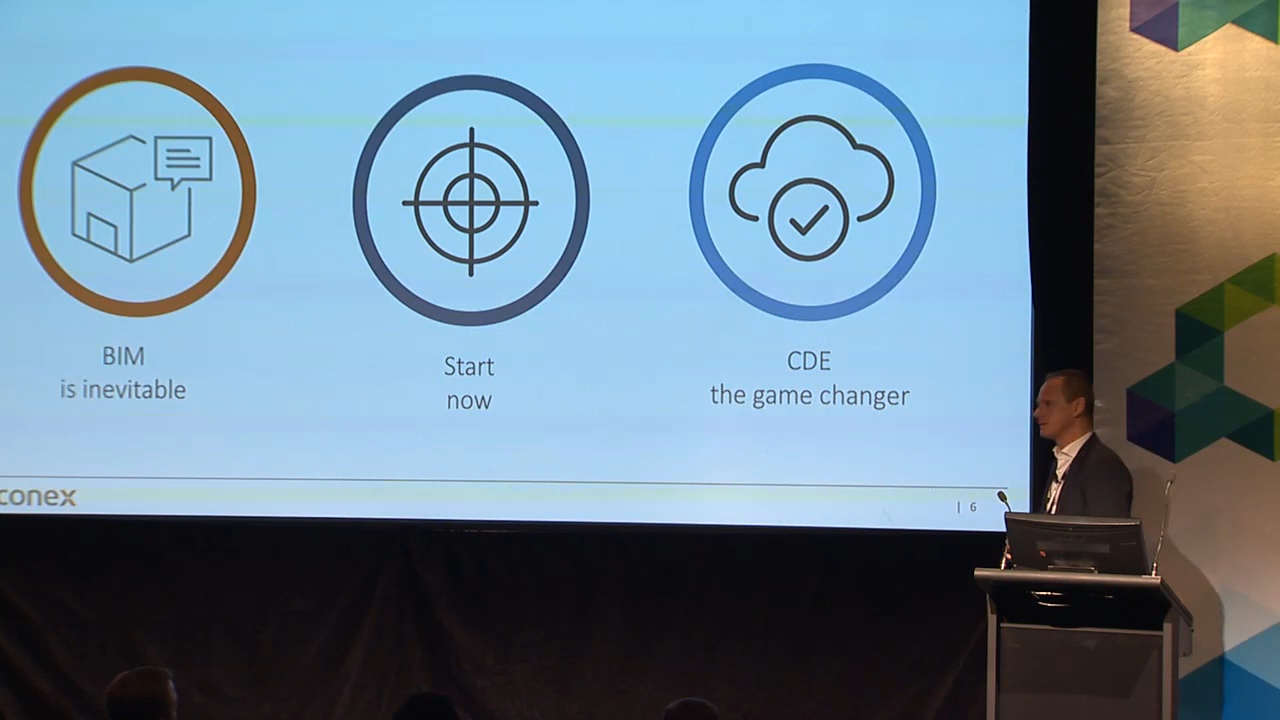 BIM
is inevitable
Start
now
CDE
the game changer
conex
| 6